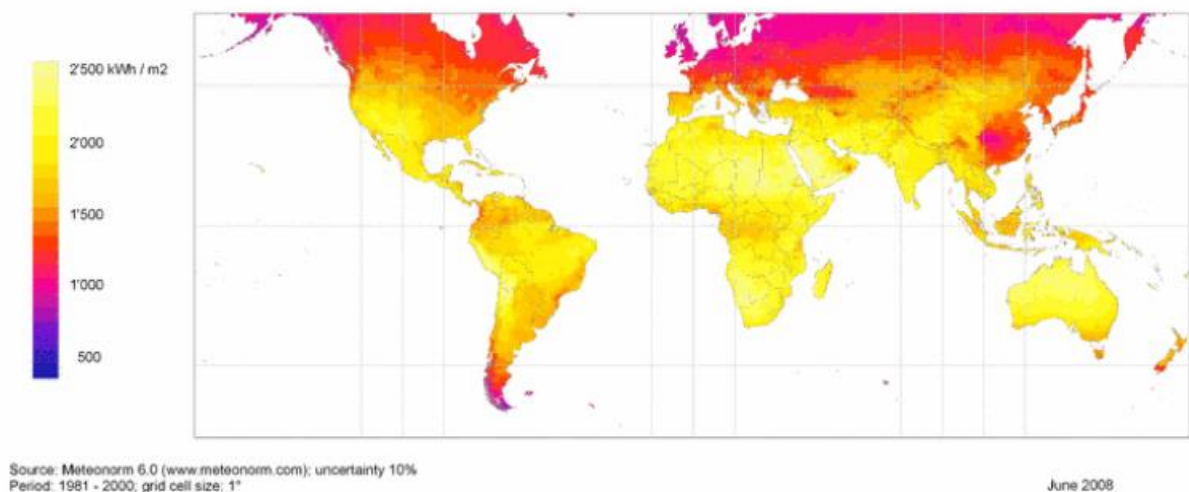 2'500 kWh / m2
2'000
1'500
1'000
500
Source: Meteonorm 6.0 (www.meteonorm.com); uncertainty 10%
Period: 1981 - 2000; grid cell size: 1°
June 2008